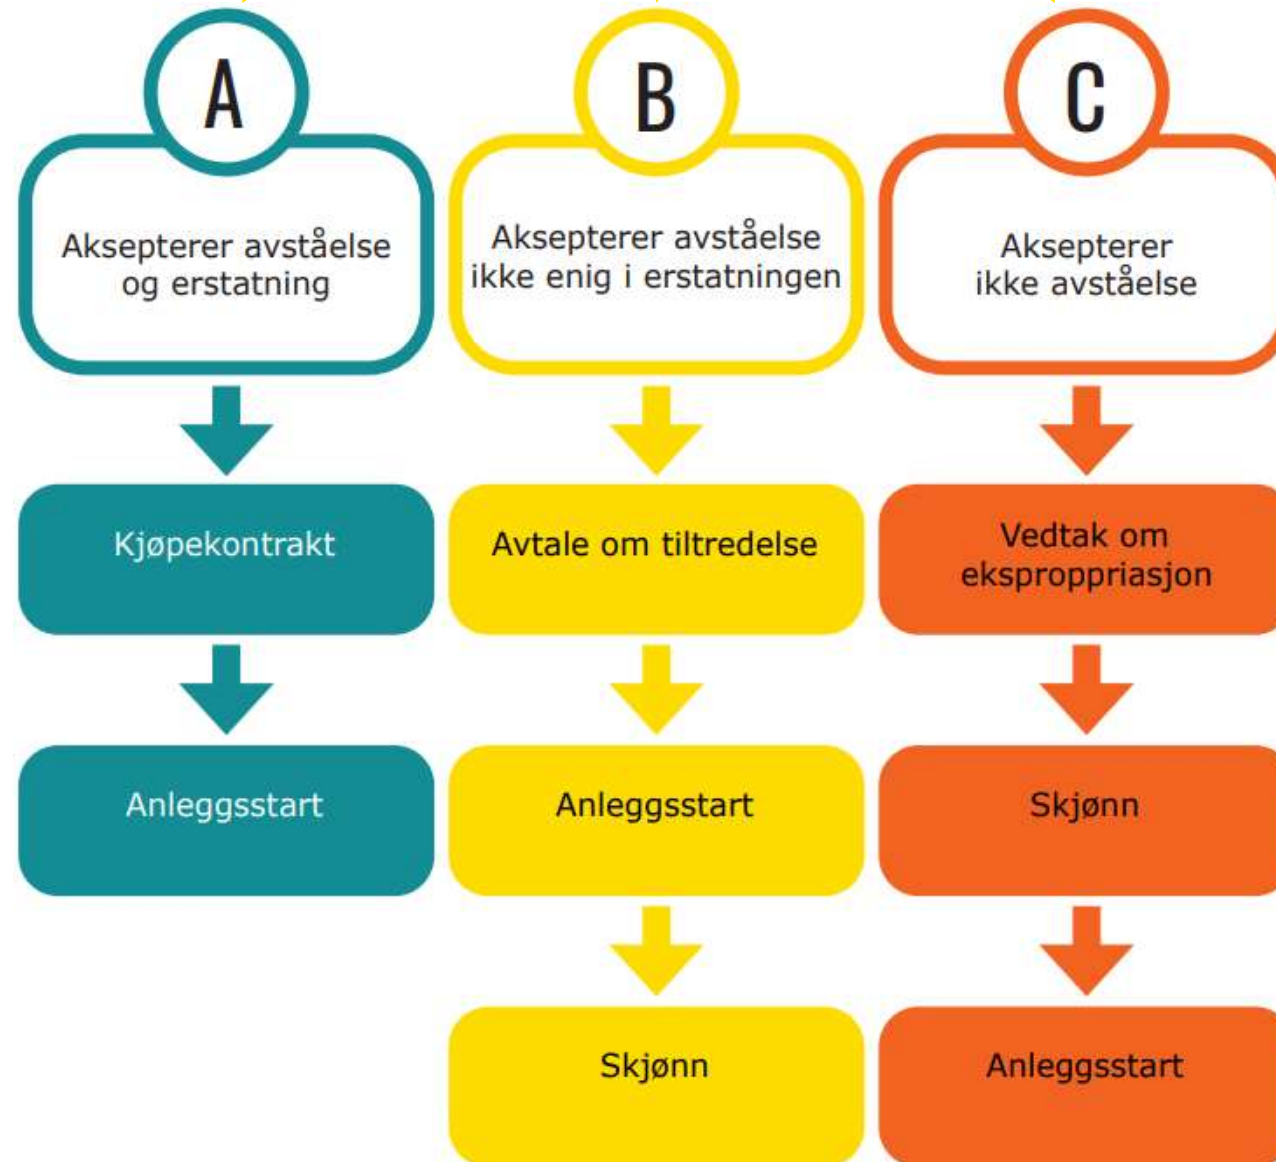 A
Aksepterer avståelse
og erstatning
Kjøpekontrakt
Anleggsstart
B
Aksepterer avståelse
ikke enig i erstatningen
Avtale om tiltredelse
Anleggsstart
Skjønn
C
Aksepterer
ikke avståelse
Vedtak om
eksproppriasjon
Skjønn
Anleggsstart